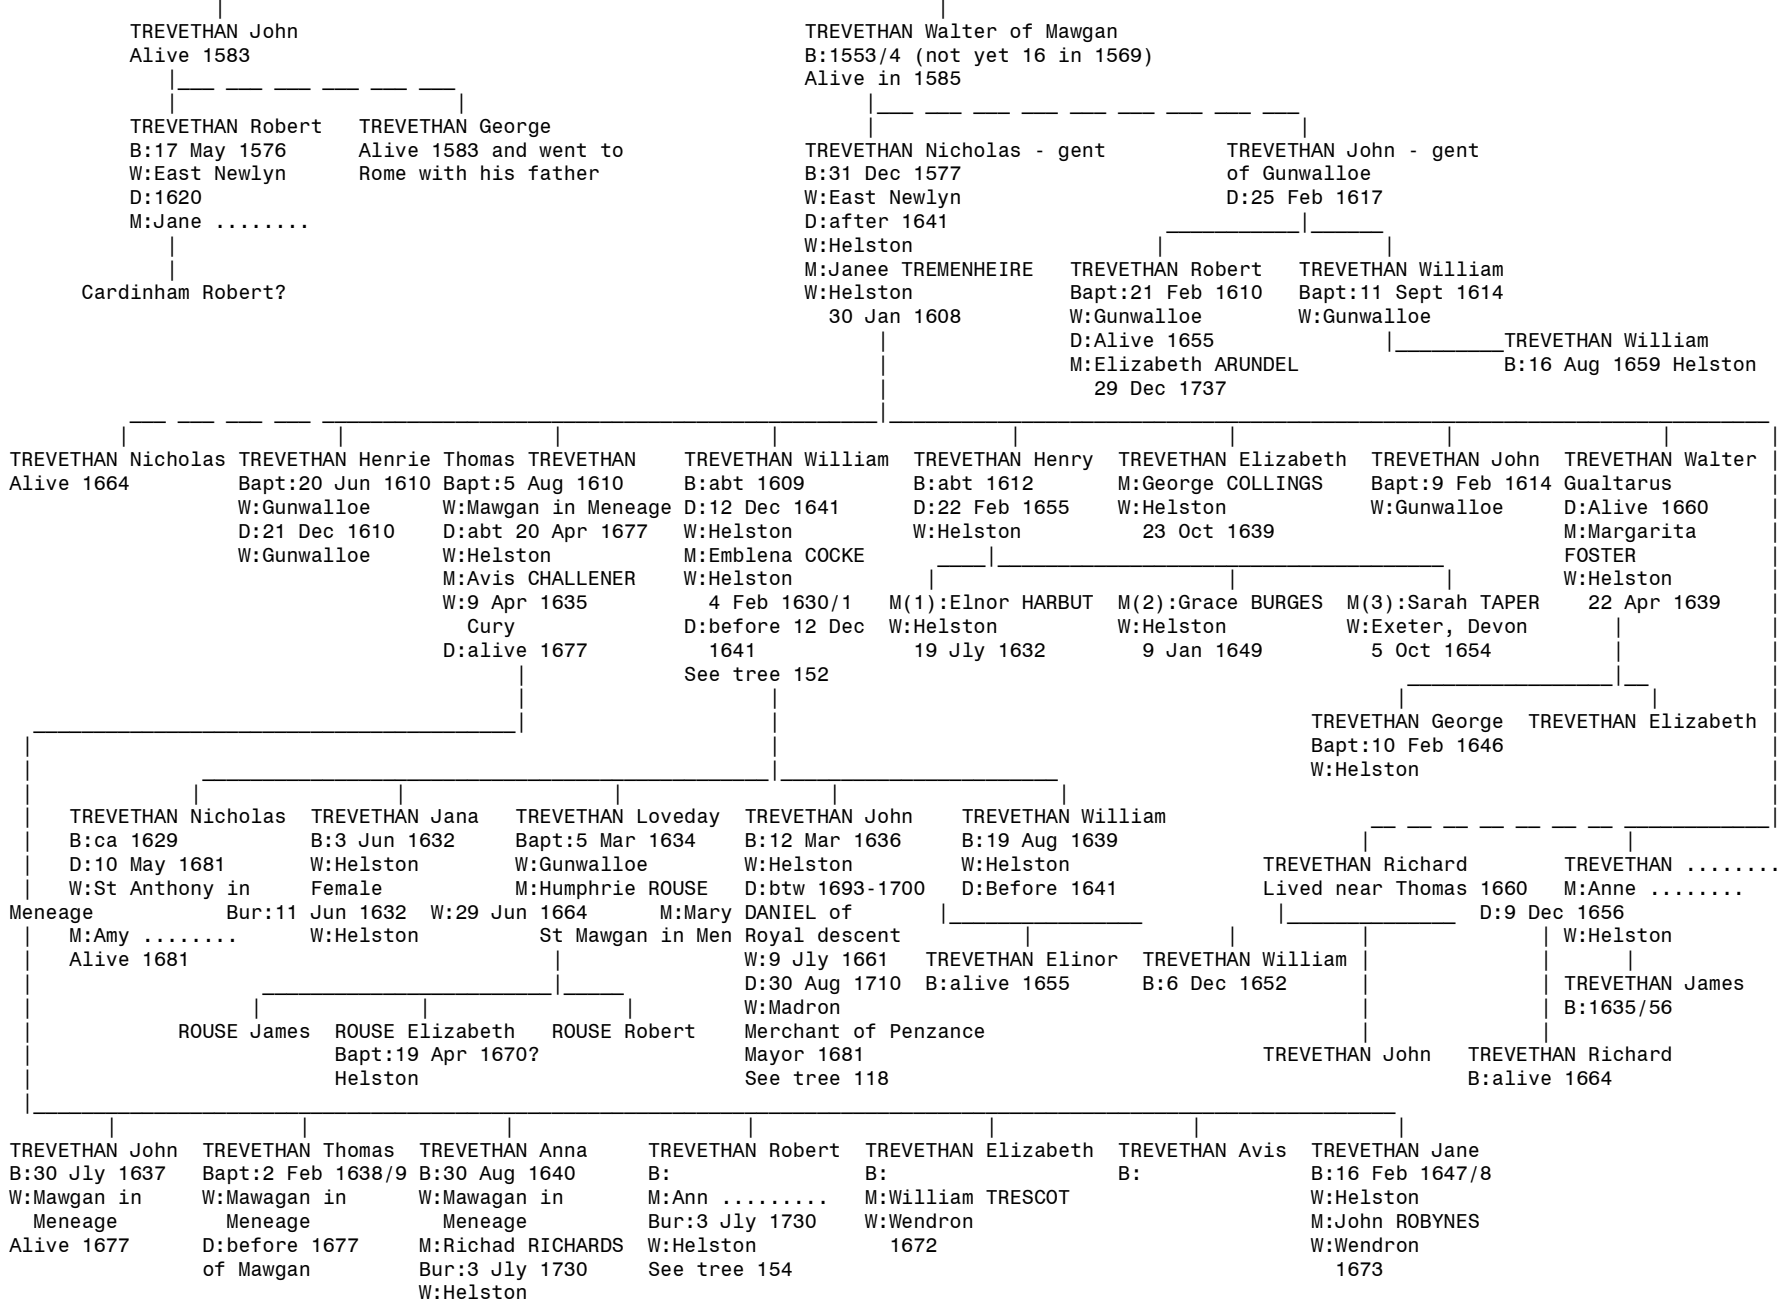 TREVETHAN John TREVETHAN Walter of Mawgan
Alive 1583 B:1553/4 (not yet 16 in 1569)
Alive in 1585
TREVETHAN Robert TREVETHAN George
B:17 May 1576 Alive 1583 and went to TREVETHAN Nicholas - gent TREVETHAN John - gent
W:East Newlyn Rome with his father B:31 Dec 1577 of Gunwalloe
D:1620 W:East Newlyn D:25 Feb 1617
M:Jane ........ D:after 1641
W:Helston
M:Janee TREMENHEIRE TREVETHAN Robert TREVETHAN William
Cardinham Robert? W:Helston Bapt:21 Feb 1610 Bapt:11 Sept 1614
30 Jan 1608 W:Gunwalloe W:Gunwalloe
D:Alive 1655 TREVETHAN William
M:Elizabeth ARUNDEL B:16 Aug 1659 Helston
29 Dec 1737
TREVETHAN Nicholas TREVETHAN Henrie Thomas TREVETHAN TREVETHAN William TREVETHAN Henry TREVETHAN Elizabeth TREVETHAN John TREVETHAN Walter
Alive 1664 Bapt:20 Jun 1610 Bapt:5 Aug 1610 B:abt 1609 B:abt 1612 M:George COLLINGS Bapt:9 Feb 1614 Gualtarus
W:Gunwalloe W:Mawgan in Meneage D:12 Dec 1641 D:22 Feb 1655 W:Helston W:Gunwalloe D:Alive 1660
D:21 Dec 1610 D:abt 20 Apr 1677 W:Helston W:Helston 23 Oct 1639 M:Margarita
W:Gunwalloe W:Helston M:Emblena COCKE FOSTER
M:Avis CHALLENER W:Helston W:Helston
W:9 Apr 1635 4 Feb 1630/1 M(1):Elnor HARBUT M(2):Grace BURGES M(3):Sarah TAPER 22 Apr 1639
Cury D:before 12 Dec W:Helston W:Helston W:Exeter, Devon
D:alive 1677 1641 19 Jly 1632 9 Jan 1649 5 Oct 1654
See tree 152
TREVETHAN George TREVETHAN Elizabeth
Bapt:10 Feb 1646
W:Helston
TREVETHAN Nicholas TREVETHAN Jana TREVETHAN Loveday TREVETHAN John TREVETHAN William
B:ca 1629 B:3 Jun 1632 Bapt:5 Mar 1634 B:12 Mar 1636 B:19 Aug 1639
D:10 May 1681 W:Helston W:Gunwalloe W:Helston W:Helston TREVETHAN Richard TREVETHAN ........
W:St Anthony in Female M:Humphrie ROUSE D:btw 1693-1700 D:Before 1641 Lived near Thomas 1660 M:Anne ........
Meneage Bur:11 Jun 1632 W:29 Jun 1664 M:Mary DANIEL of D:9 Dec 1656
M:Amy ........ W:Helston St Mawgan in Men Royal descent W:Helston
Alive 1681 W:9 Jly 1661 TREVETHAN Elinor TREVETHAN William
D:30 Aug 1710 B:alive 1655 B:6 Dec 1652 TREVETHAN James
W:Madron B:1635/56
ROUSE James ROUSE Elizabeth ROUSE Robert Merchant of Penzance
Bapt:19 Apr 1670? Mayor 1681 TREVETHAN John TREVETHAN Richard
Helston See tree 118 B:alive 1664
TREVETHAN John TREVETHAN Thomas TREVETHAN Anna TREVETHAN Robert TREVETHAN Elizabeth TREVETHAN Avis TREVETHAN Jane
B:30 Jly 1637 Bapt:2 Feb 1638/9 B:30 Aug 1640 B: B: B: B:16 Feb 1647/8
W:Mawgan in W:Mawagan in W:Mawagan in M:Ann ......... M:William TRESCOT W:Helston
Meneage Meneage Meneage Bur:3 Jly 1730 W:Wendron M:John ROBYNES
Alive 1677 D:before 1677 M:Richad RICHARDS W:Helston 1672 W:Wendron
of Mawgan Bur:3 Jly 1730 See tree 154 1673
W:Helston